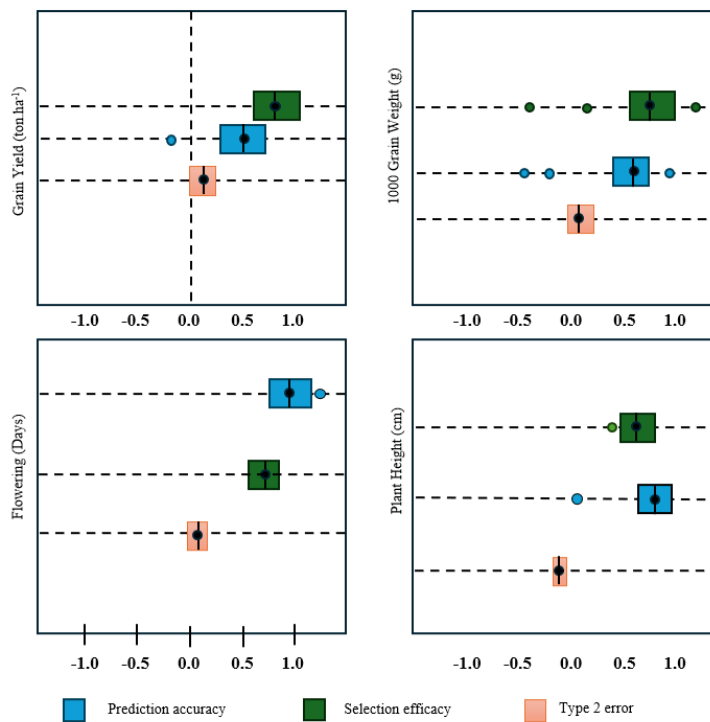 Grain Yield (ton.ha⁻¹)
-1.0 -0.5 0.0 0.5 1.0
1000 Grain Weight (g)
-1.0 -0.5 0.0 0.5 1.0
Flowering (Days)
-1.0 -0.5 0.0 0.5 1.0
Plant Height (cm)
-1.0 -0.5 0.0 0.5 1.0
Prediction accuracy Selection efficacy Type 2 error